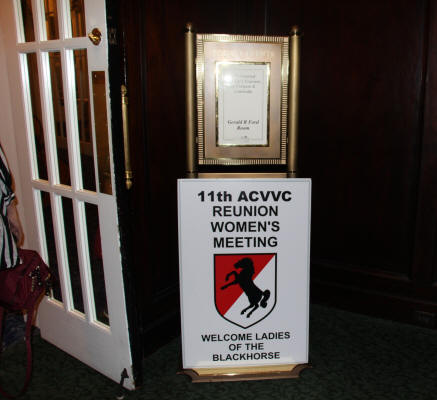 Gerald R Ford
Room
11th ACVVC
REUNION
WOMEN'S
MEETING
WELCOME LADIES
OF THE
BLACKHORSE